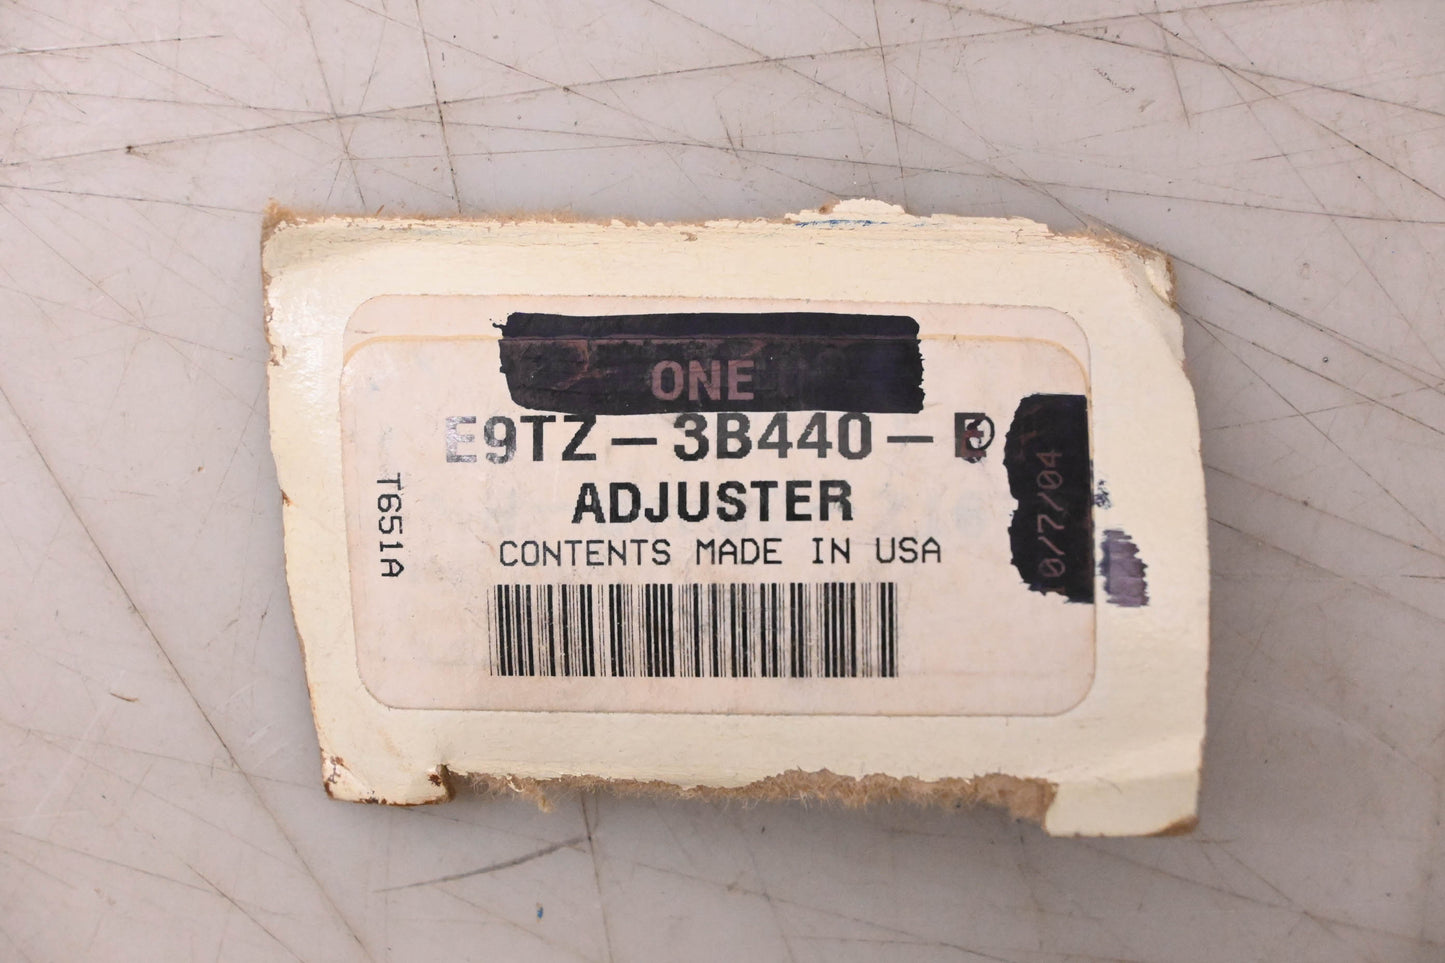 ONE
E9TZ-3B440-
ADJUSTER
CONTENTS MADE IN USA
T651A
0/7/04